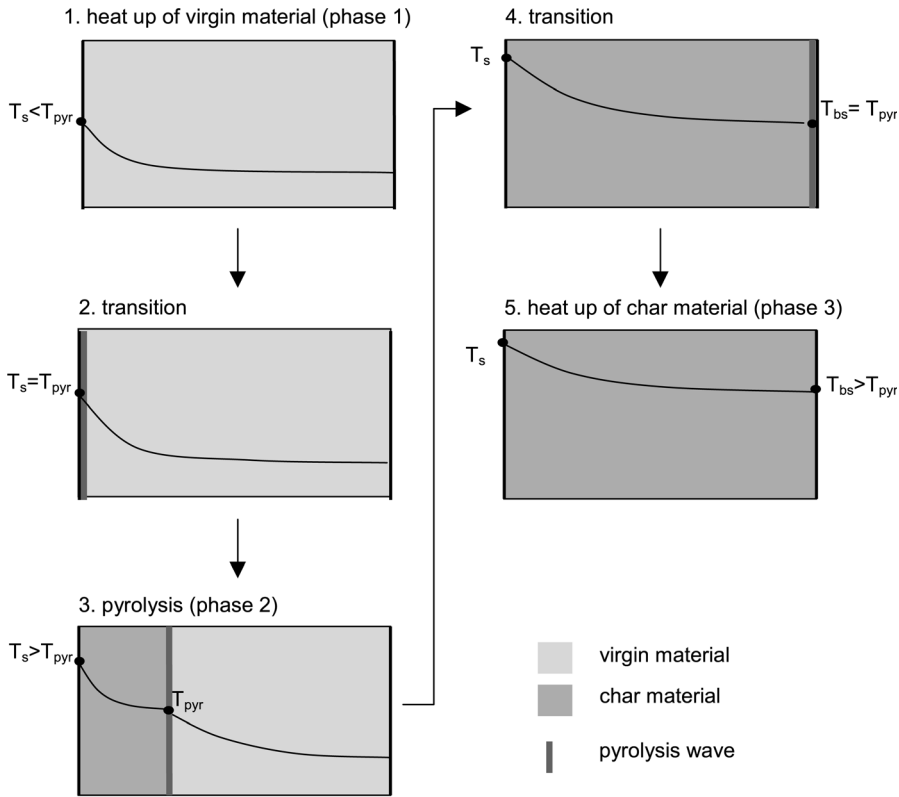 1. heat up of virgin material (phase 1)
Ts<Tpyr
2. transition
Ts=Tpyr
3. pyrolysis (phase 2)
Ts>Tpyr
Tpyr
4. transition
Ts
Tbs= Tpyr
5. heat up of char material (phase 3)
Ts
Tbs>Tpyr
virgin material
char material
pyrolysis wave